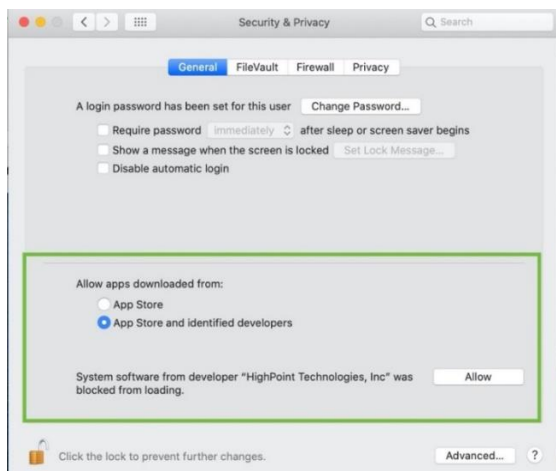 Security & Privacy
Search
General FileVault Firewall Privacy
A login password has been set for this user Change Password...
Require password immediately after sleep or screen saver begins
Show a message when the screen is locked Set Lock Message...
Disable automatic login
Allow apps downloaded from:
App Store
App Store and identified developers
System software from developer "HighPoint Technologies, Inc" was Allow
blocked from loading.
Click the lock to prevent further changes. Advanced... ?